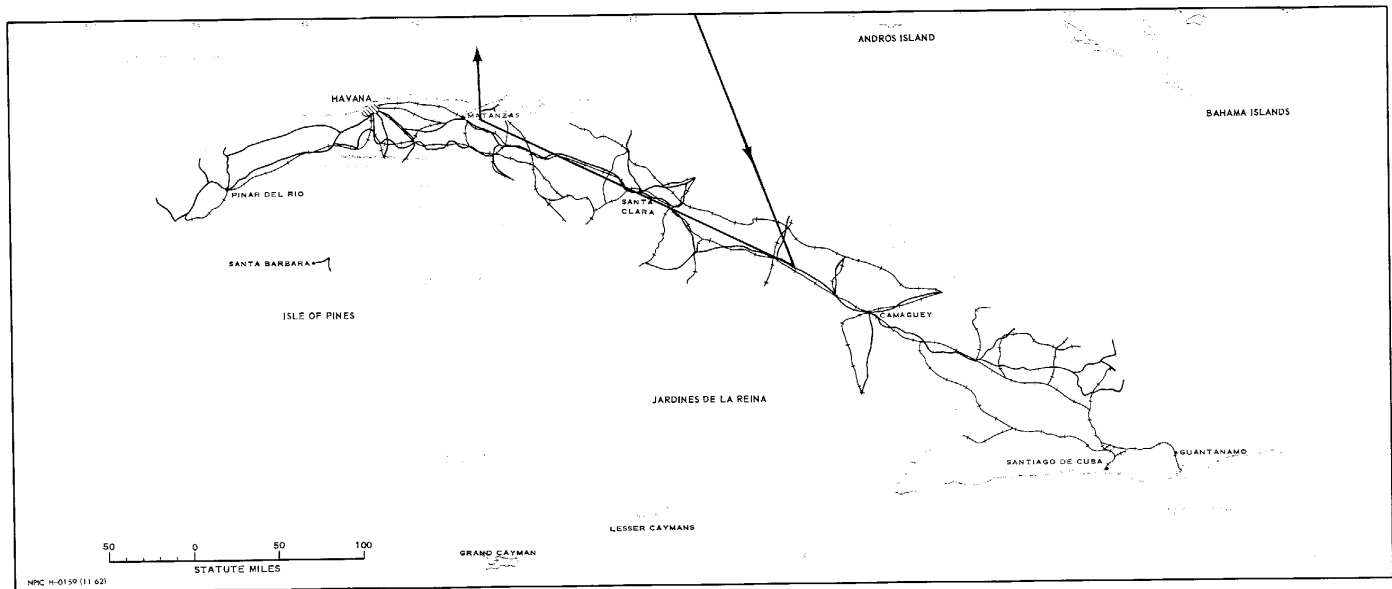 ANDROS ISLAND
HAVANA
MATANZAS
BAHAMA ISLANDS
PINAR DEL RIO
SANTA
CLARA
SANTA BARBARA
ISLE OF PINES
CAMAGUEY
JARDINES DE LA REINA
GUANTANAMO
SANTIAGO DE CUBA
LESSER CAYMANS
50 0 50 100
GRAND CAYMAN
STATUTE MILES
NPIC H-0159 (11 62)